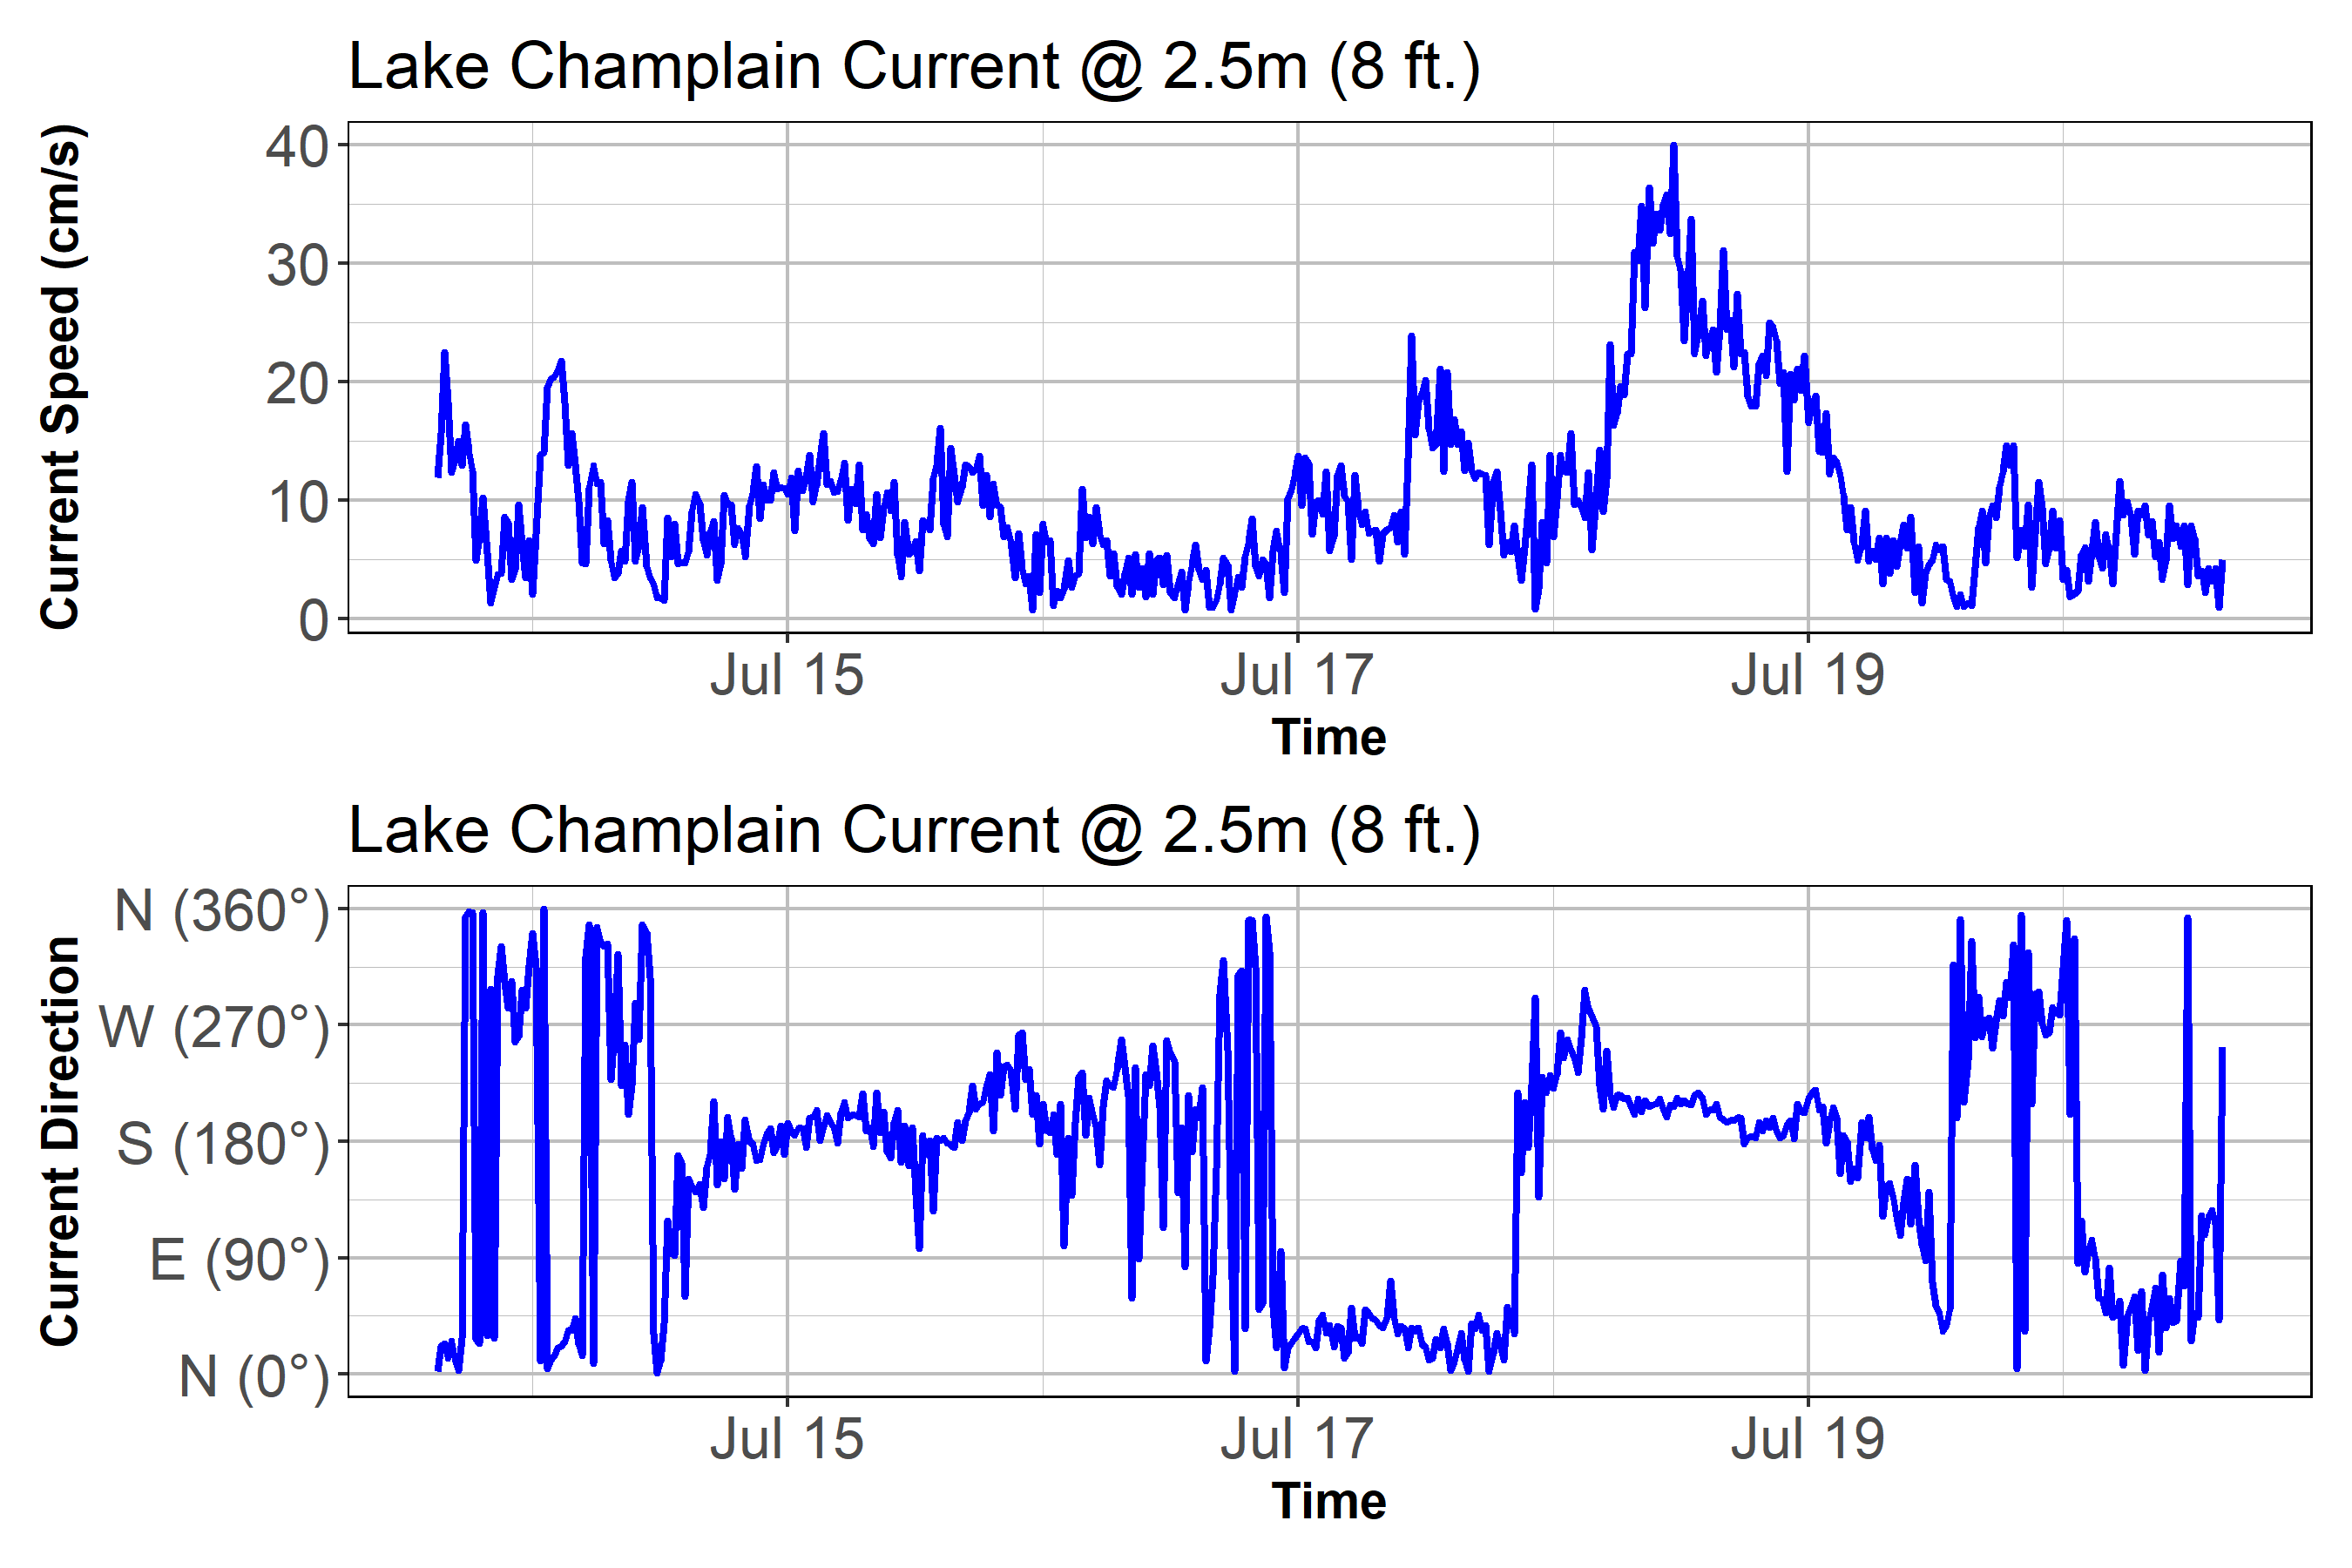 Lake Champlain Current @ 2.5m (8 ft.)
Current Speed (cm/s)
40
30
20
10
0
Jul 15 Jul 17 Jul 19
Time
Lake Champlain Current @ 2.5m (8 ft.)
Current Direction
N (360°)
W (270°)
S (180°)
E (90°)
N (0°)
Jul 15 Jul 17 Jul 19
Time